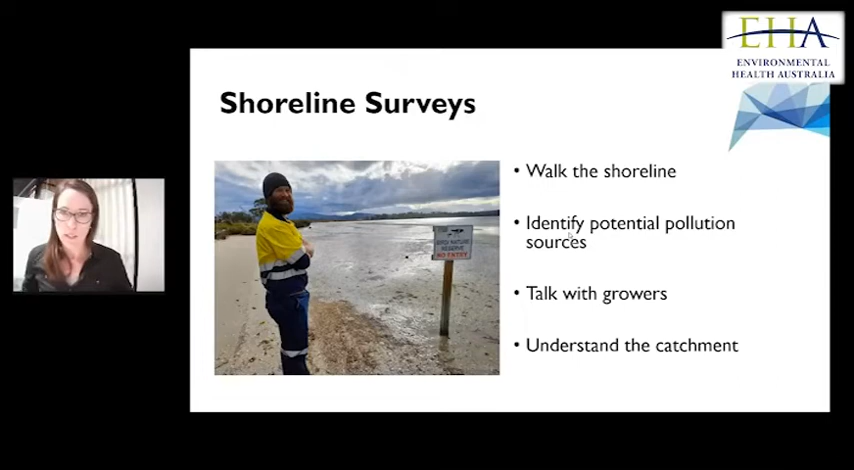 EHA
ENVIRONMENTAL
HEALTH AUSTRALIA
Shoreline Surveys
• Walk the shoreline
• Identify potential pollution
sources
• Talk with growers
• Understand the catchment
NATURE
RESERVE
NO ENTRY